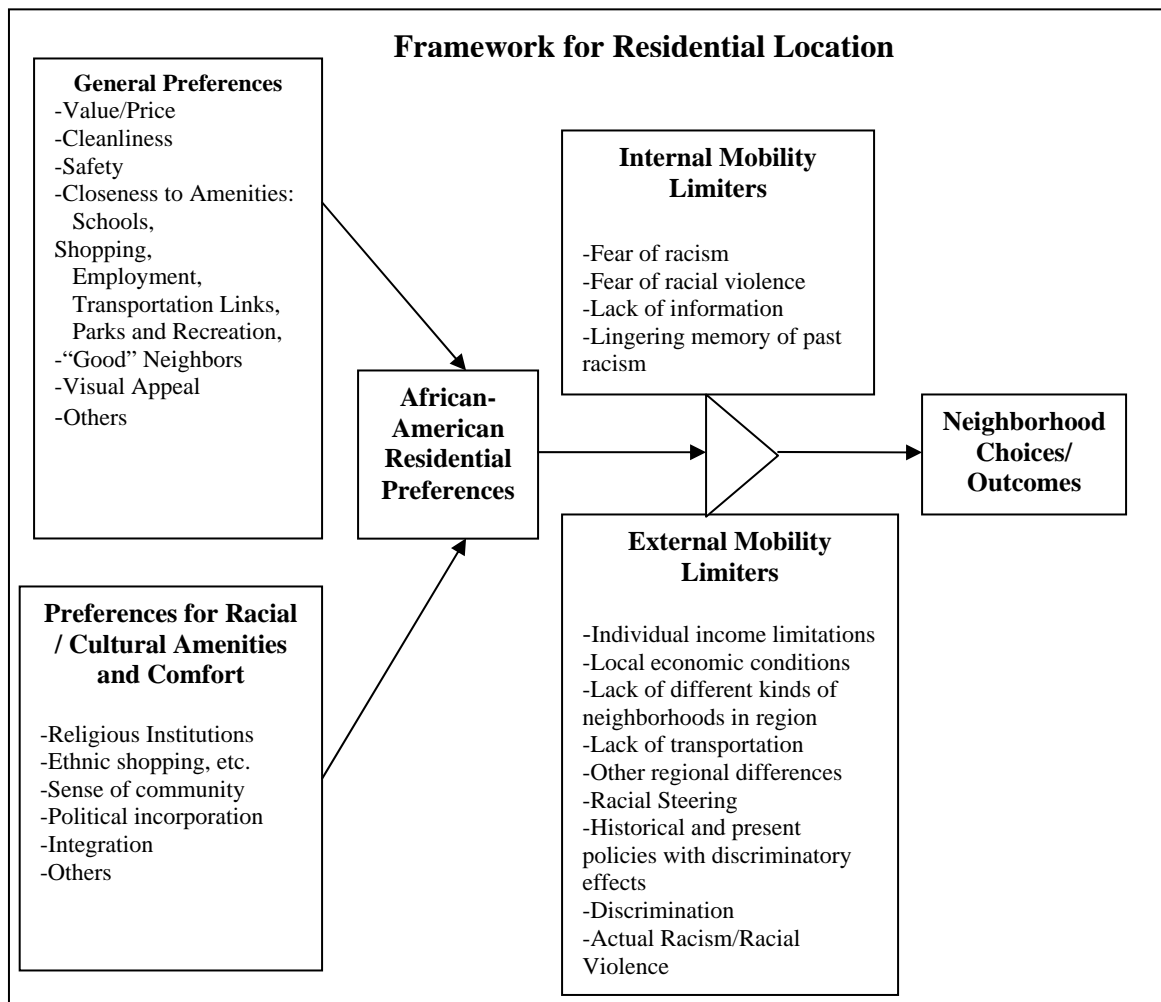 Framework for Residential Location
General Preferences
-Value/Price
-Cleanliness
-Safety
-Closeness to Amenities:
Schools,
Shopping,
Employment,
Transportation Links,
Parks and Recreation,
-“Good” Neighbors
-Visual Appeal
-Others
Preferences for Racial
/ Cultural Amenities
and Comfort
-Religious Institutions
-Ethnic shopping, etc.
-Sense of community
-Political incorporation
-Integration
-Others
African-
American
Residential
Preferences
Internal Mobility
Limiters
-Fear of racism
-Fear of racial violence
-Lack of information
-Lingering memory of past
racism
External Mobility
Limiters
-Individual income limitations
-Local economic conditions
-Lack of different kinds of
neighborhoods in region
-Lack of transportation
-Other regional differences
-Racial Steering
-Historical and present
policies with discriminatory
effects
-Discrimination
-Actual Racism/Racial
Violence
Neighborhood
Choices/
Outcomes